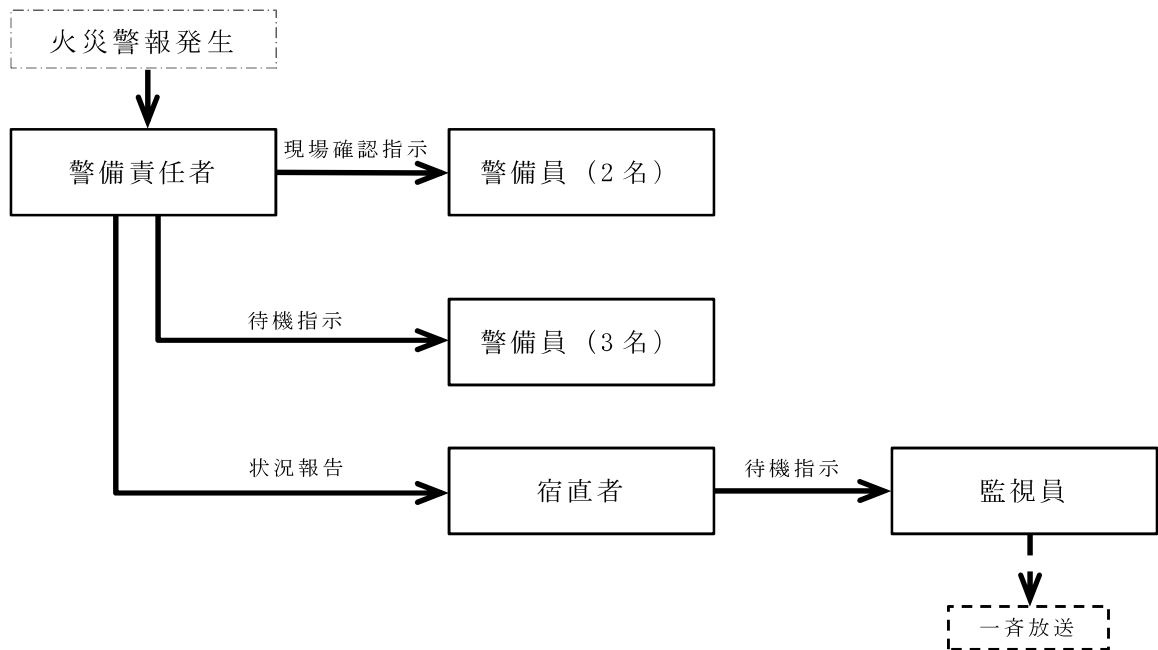 火災警報発生
警備責任者
現場確認指示
警備員（2名）
待機指示
警備員（3名）
状況報告
宿直者
待機指示
監視員
一斉放送